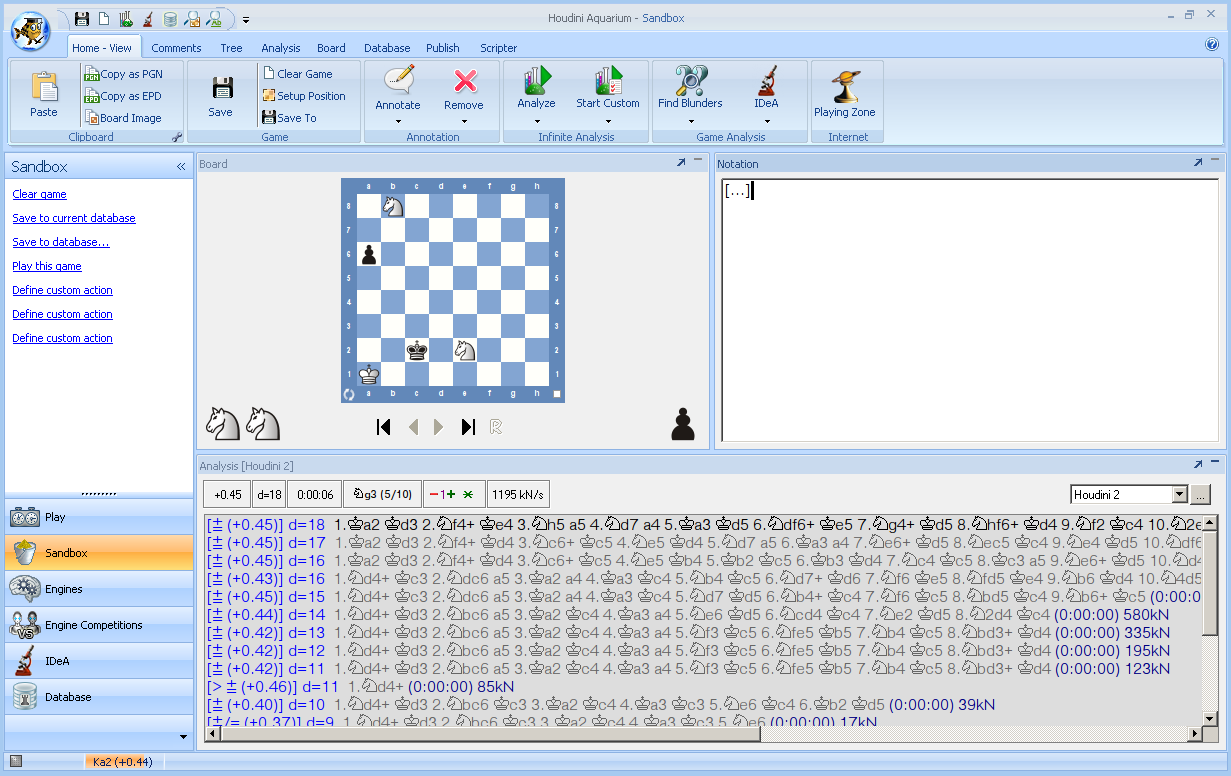 Houdini Aquarium - Sandbox
Home - View Comments Tree Analysis Board Database Publish Scripter
Paste
Copy as PGN
Copy as EPD
Board Image
Clipboard
Save
Clear Game
Setup Position
Save To
Game
Annotate
Remove
Annotation
Analyze
Start Custom
Infinite Analysis
Find Blunders
IDeA
Game Analysis
Playing Zone
Internet
Sandbox
Clear game
Save to current database
Save to database...
Play this game
Define custom action
Define custom action
Define custom action
Play
Sandbox
Engines
Engine Competitions
VS
IDeA
Database
Board
a b c d e f g h
8 8
7 7
6 6
5 5
4 4
3 3
2 2
1 1
a b c d e f g h
R
Notation
[...]
Analysis [Houdini 2]
+0.45 d=18 0:00:06 ♘g3 (5/10) −1+ 1195 kN/s
Houdini 2 ...
[± (+0.45)] d=18 1.♔a2 ♔d3 2.♘f4+ ♔e4 3.♘h5 a5 4.♘d7 a4 5.♔a3 ♔d5 6.♘df6+ ♔e5 7.♘g4+ ♔d5 8.♘hf6+ ♔d4 9.♘f2 ♔c4 10.♘2e
[± (+0.45)] d=17 1.♔a2 ♔d3 2.♘f4+ ♔d4 3.♘c6+ ♔c5 4.♘e5 ♔d4 5.♘d7 a5 6.♔a3 a4 7.♘e6+ ♔d5 8.♘ec5 ♔c4 9.♘e4 ♔d5 10.♘df6
[± (+0.45)] d=16 1.♔a2 ♔d3 2.♘f4+ ♔c4 3.♘c6+ ♔c5 4.♘e5 ♔b4 5.♔b2 ♔c5 6.♔b3 ♔d4 7.♘c4 ♔c5 8.♔c3 a5 9.♘e6+ ♔d5 10.♘d4
[± (+0.43)] d=16 1.♘d4+ ♔c3 2.♘dc6 a5 3.♔a2 a4 4.♔a3 ♔c4 5.♘b4 ♔c5 6.♘d7+ ♔d6 7.♘f6 ♔e5 8.♘fd5 ♔e4 9.♘b6 ♔d4 10.♘4d5
[± (+0.45)] d=15 1.♘d4+ ♔c3 2.♘dc6 a5 3.♔a2 a4 4.♔a3 ♔c4 5.♘d7 ♔d5 6.♘b4+ ♔c4 7.♘f6 ♔c5 8.♘bd5 ♔c4 9.♘b6+ ♔c5 (0:00:0
[± (+0.44)] d=14 1.♘d4+ ♔d3 2.♘bc6 a5 3.♔a2 ♔c4 4.♔a3 a4 5.♘e6 ♔d5 6.♘cd4 ♔c4 7.♘e2 ♔d5 8.♘2d4 ♔c4 (0:00:00) 580kN
[± (+0.42)] d=13 1.♘d4+ ♔d3 2.♘bc6 a5 3.♔a2 ♔c4 4.♔a3 a4 5.♘f3 ♔c5 6.♘fe5 ♔b5 7.♘b4 ♔c5 8.♘bd3+ ♔d4 (0:00:00) 335kN
[± (+0.42)] d=12 1.♘d4+ ♔d3 2.♘bc6 a5 3.♔a2 ♔c4 4.♔a3 a4 5.♘f3 ♔c5 6.♘fe5 ♔b5 7.♘b4 ♔c5 8.♘bd3+ ♔d4 (0:00:00) 195kN
[± (+0.42)] d=11 1.♘d4+ ♔d3 2.♘bc6 a5 3.♔a2 ♔c4 4.♔a3 a4 5.♘f3 ♔c5 6.♘fe5 ♔b5 7.♘b4 ♔c5 8.♘bd3+ ♔d4 (0:00:00) 123kN
[> ± (+0.46)] d=11 1.♘d4+ (0:00:00) 85kN
[± (+0.40)] d=10 1.♘d4+ ♔d3 2.♘bc6 ♔c3 3.♔a2 ♔c4 4.♔a3 ♔c3 5.♘e6 ♔c4 6.♔b2 ♔d5 (0:00:00) 39kN
[±/= (+0.37)] d=9 1.♘d4+ ♔d3 2.♘bc6 ♔c3 3.♔a2 ♔c4 4.♔a3 ♔c3 5.♘e6 (0:00:00) 17kN
Ka2 (+0.44)